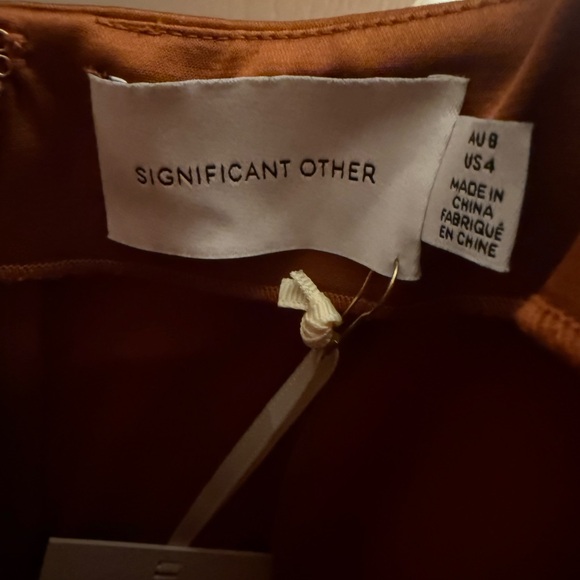 SIGNIFICANT OTHER
AU 8
US 4
MADE IN
CHINA
FABRIQUÉ
EN CHINE